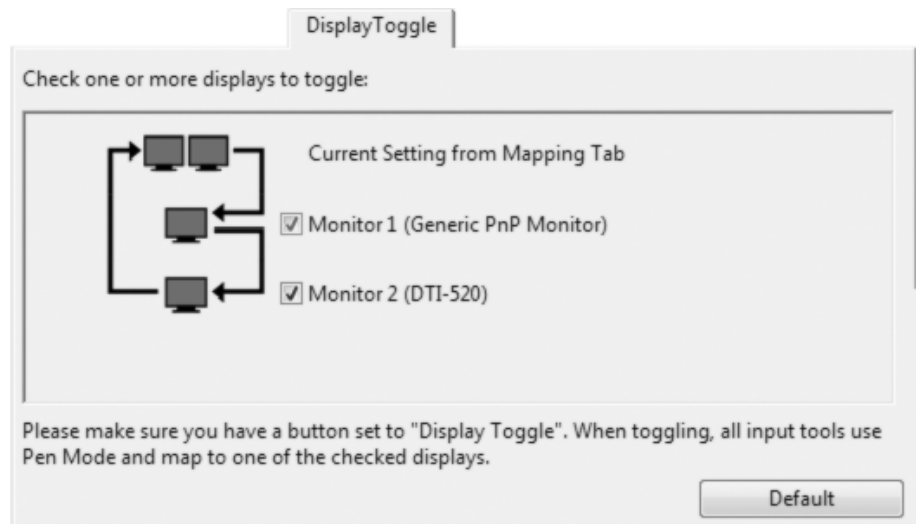 DisplayToggle
Check one or more displays to toggle:
Current Setting from Mapping Tab
Monitor 1 (Generic PnP Monitor)
Monitor 2 (DTI-520)
Please make sure you have a button set to "Display Toggle". When toggling, all input tools use
Pen Mode and map to one of the checked displays.
Default